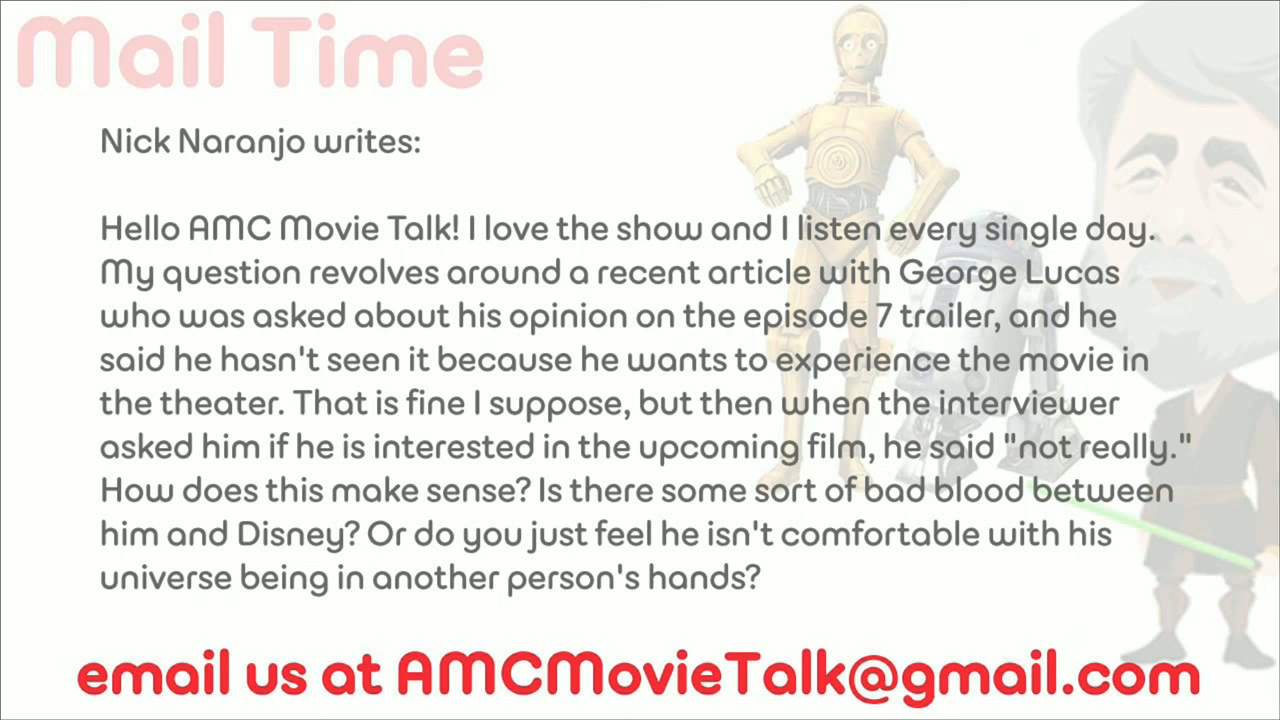 Mail Time
Nick Naranjo writes:
Hello AMC Movie Talk! I love the show and I listen every single day.
My question revolves around a recent article with George Lucas
who was asked about his opinion on the episode 7 trailer, and he
said he hasn't seen it because he wants to experience the movie in
the theater. That is fine I suppose, but then when the interviewer
asked him if he is interested in the upcoming film, he said "not really."
How does this make sense? Is there some sort of bad blood between
him and Disney? Or do you just feel he isn't comfortable with his
universe being in another person's hands?
email us at AMCMovieTalk@gmail.com